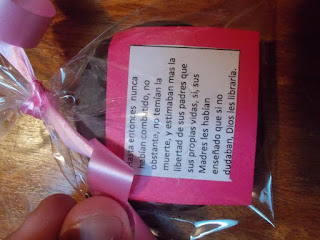 Hasta entonces nunca
habían combatido, no
obstante, no temían la
muerte, y estimaban mas la
libertad de sus padres que
sus propias vidas, sí, sus
Madres les habían
enseñado que si no
dudaban, Dios les libraría.